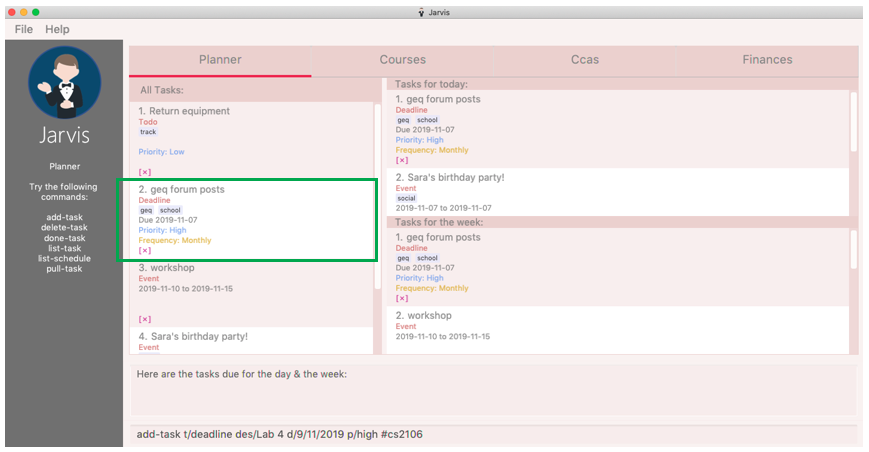 Jarvis
File Help
Jarvis
Planner
Try the following
commands:
add-task
delete-task
done-task
list-task
list-schedule
pull-task
Planner Courses Ccas Finances
All Tasks:
1. Return equipment
Todo
track
Priority: Low
[×]
2. geq forum posts
Deadline
geq school
Due 2019-11-07
Priority: High
Frequency: Monthly
[×]
3. workshop
Event
2019-11-10 to 2019-11-15
[×]
4. Sara's birthday party!
Event
Tasks for today:
1. geq forum posts
Deadline
geq school
Due 2019-11-07
Priority: High
Frequency: Monthly
[×]
2. Sara's birthday party!
Event
social
2019-11-07 to 2019-11-07
Tasks for the week:
1. geq forum posts
Deadline
geq school
Due 2019-11-07
Priority: High
Frequency: Monthly
[×]
2. workshop
Event
2019-11-10 to 2019-11-15
Here are the tasks due for the day & the week:
add-task t/deadline des/Lab 4 d/9/11/2019 p/high #cs2106